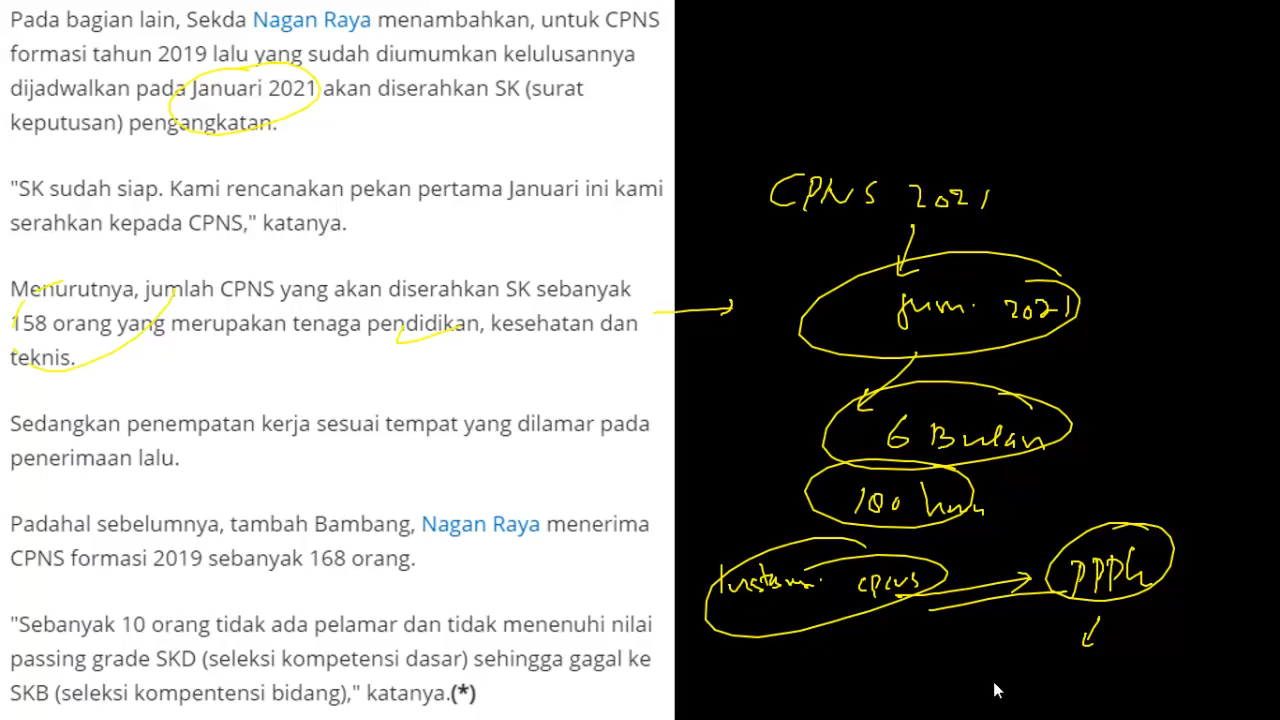 Pada bagian lain, Sekda Nagan Raya menambahkan, untuk CPNS
formasi tahun 2019 lalu yang sudah diumumkan kelulusannya
dijadwalkan pada Januari 2021 akan diserahkan SK (surat
keputusan) pengangkatan.
"SK sudah siap. Kami rencanakan pekan pertama Januari ini kami
serahkan kepada CPNS," katanya.
Menurutnya, jumlah CPNS yang akan diserahkan SK sebanyak
158 orang yang merupakan tenaga pendidikan, kesehatan dan
teknis.
Sedangkan penempatan kerja sesuai tempat yang dilamar pada
penerimaan lalu.
Padahal sebelumnya, tambah Bambang, Nagan Raya menerima
CPNS formasi 2019 sebanyak 168 orang.
"Sebanyak 10 orang tidak ada pelamar dan tidak menenuhi nilai
passing grade SKD (seleksi kompetensi dasar) sehingga gagal ke
SKB (seleksi kompentensi bidang)," katanya.(*)
CPNS 2021
2021
6 Bulan
cpns